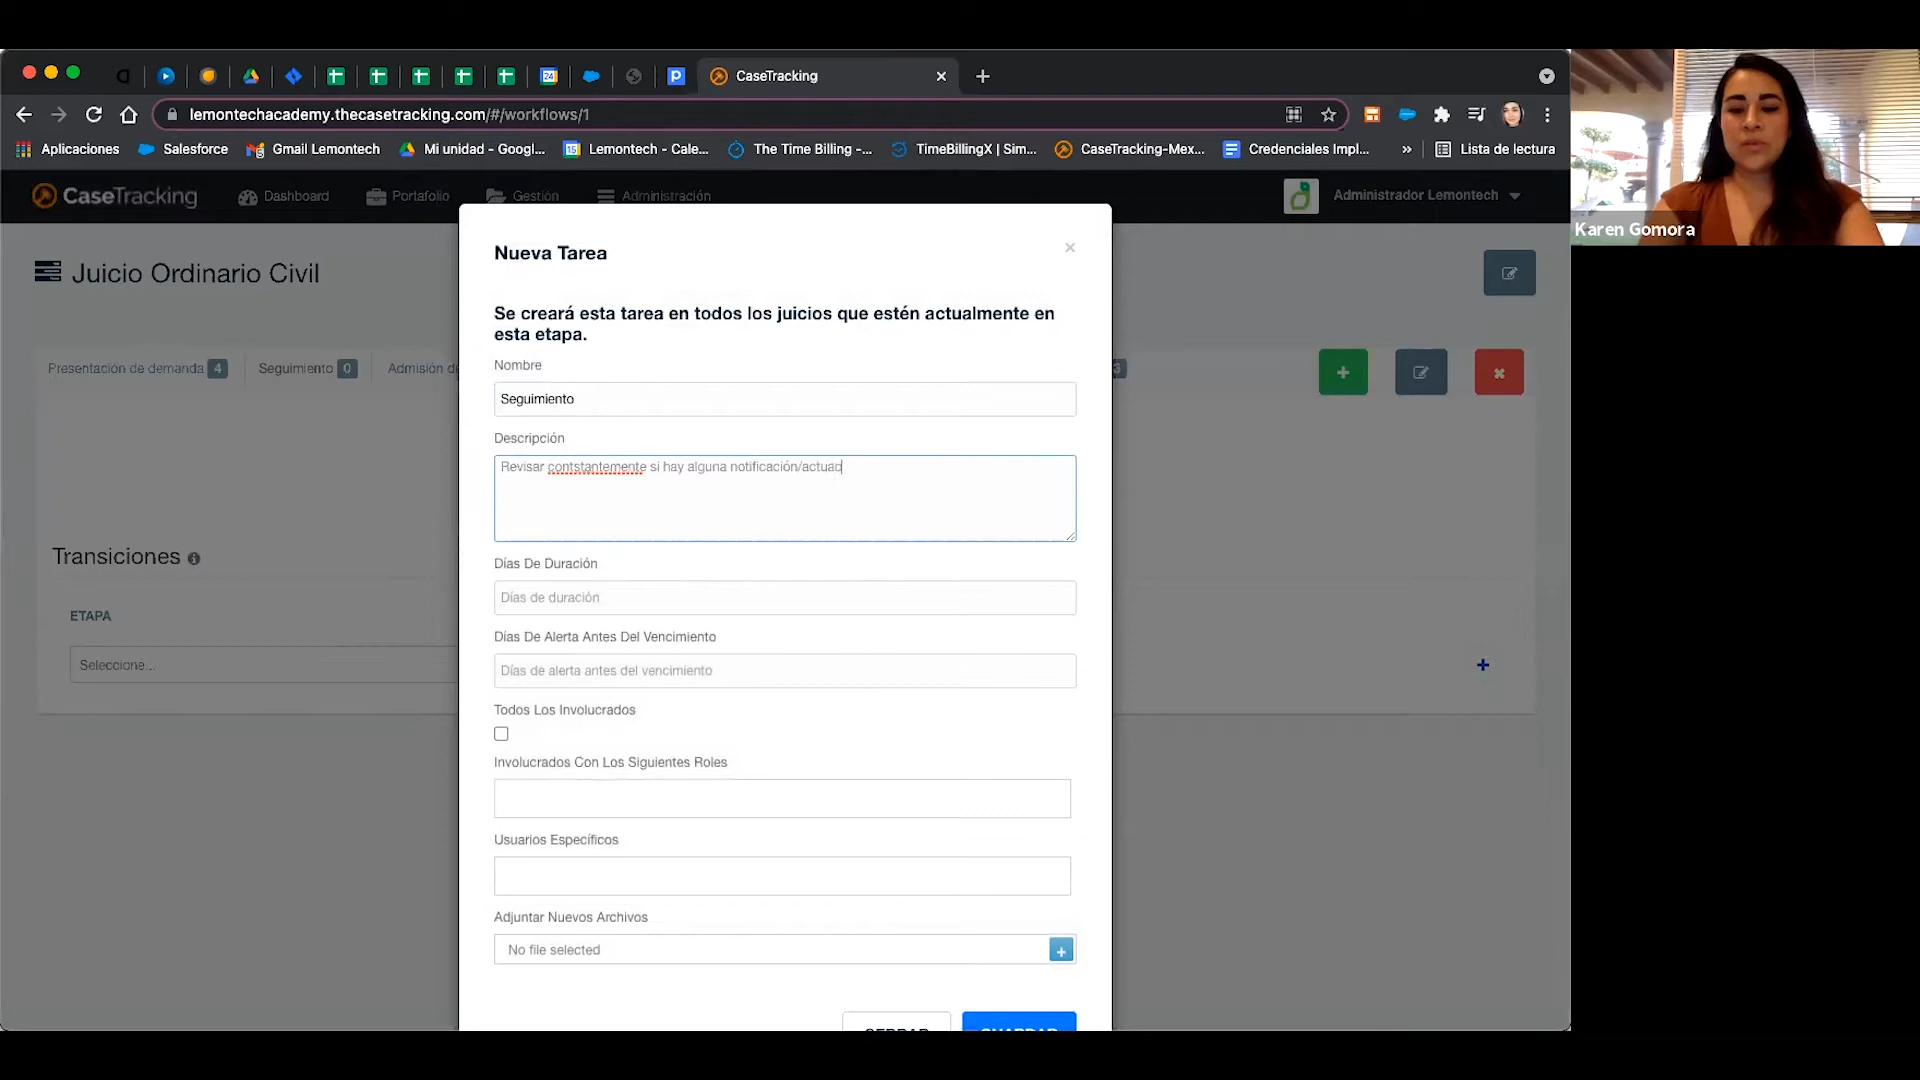 CaseTracking
lemontechacademy.thecasetracking.com/#/workflows/1
Aplicaciones
Salesforce
Gmail Lemontech
Mi unidad - Googl...
Lemontech - Cale...
The Time Billing -...
TimeBillingX | Sim...
CaseTracking-Mex...
Credenciales Impl...
»
Lista de lectura
CaseTracking
Dashboard
Portafolio
Gestión
Administración
Administrador Lemontech
Karen Gomora
Juicio Ordinario Civil
Presentación de demanda 4
Seguimiento 0
Admisión de
Transiciones
ETAPA
Seleccione...
Nueva Tarea
Se creará esta tarea en todos los juicios que estén actualmente en
esta etapa.
Nombre
Seguimiento
Descripción
Revisar contstantemente si hay alguna notificación/actuad
Días De Duración
Días de duración
Días De Alerta Antes Del Vencimiento
Días de alerta antes del vencimiento
Todos Los Involucrados
Involucrados Con Los Siguientes Roles
Usuarios Específicos
Adjuntar Nuevos Archivos
No file selected
CERRAR
GUARDAR